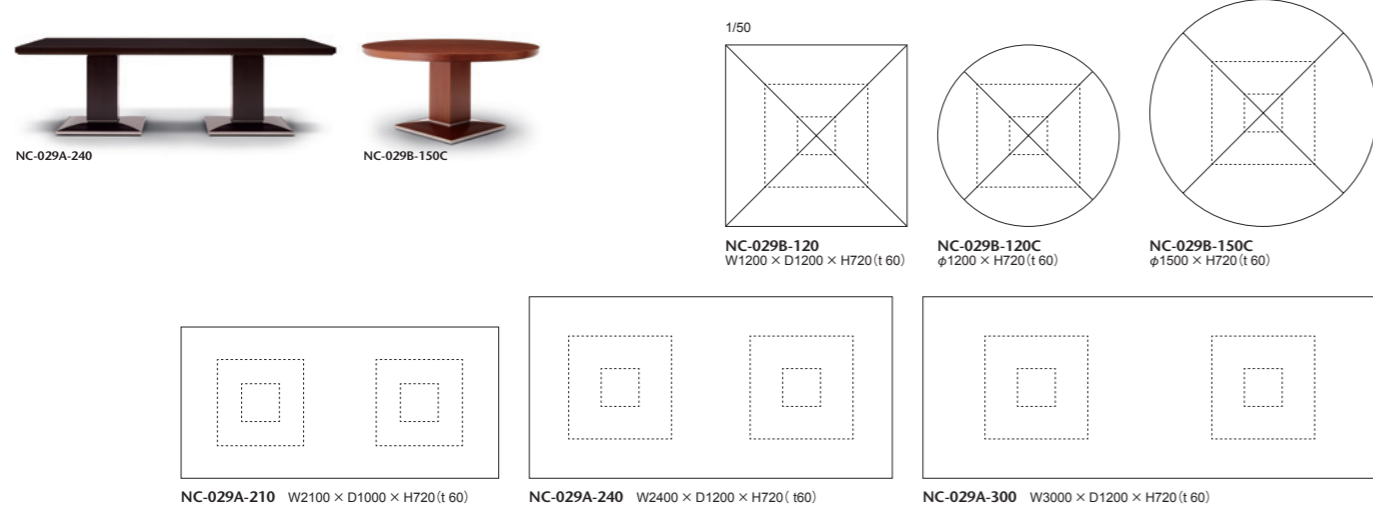 1/50
NC-029A-240
NC-029B-150C
NC-029B-120
W1200 × D1200 × H720(t 60)
NC-029B-120C
φ1200 × H720(t 60)
NC-029B-150C
φ1500 × H720(t 60)
NC-029A-210 W2100 × D1000 × H720(t 60)
NC-029A-240 W2400 × D1200 × H720( t60)
NC-029A-300 W3000 × D1200 × H720(t 60)